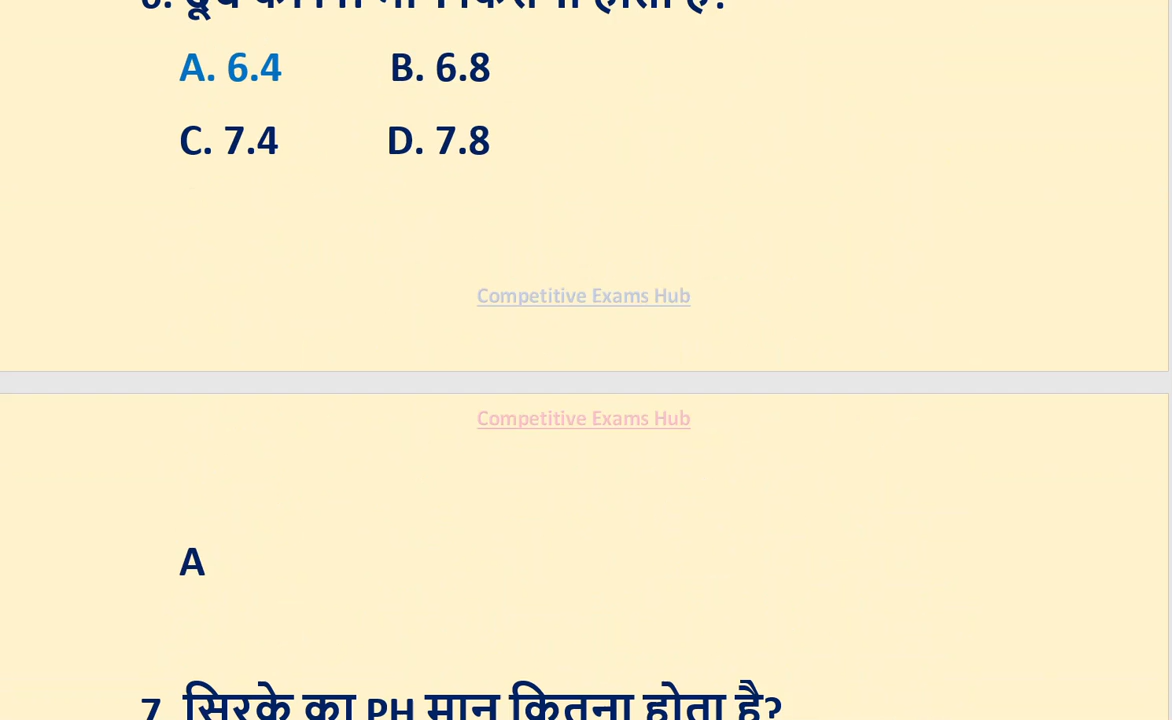 A. 6.4 B. 6.8
C. 7.4 D. 7.8
Competitive Exams Hub
Competitive Exams Hub
A
7. सिरके का PH मान कितना होता है?